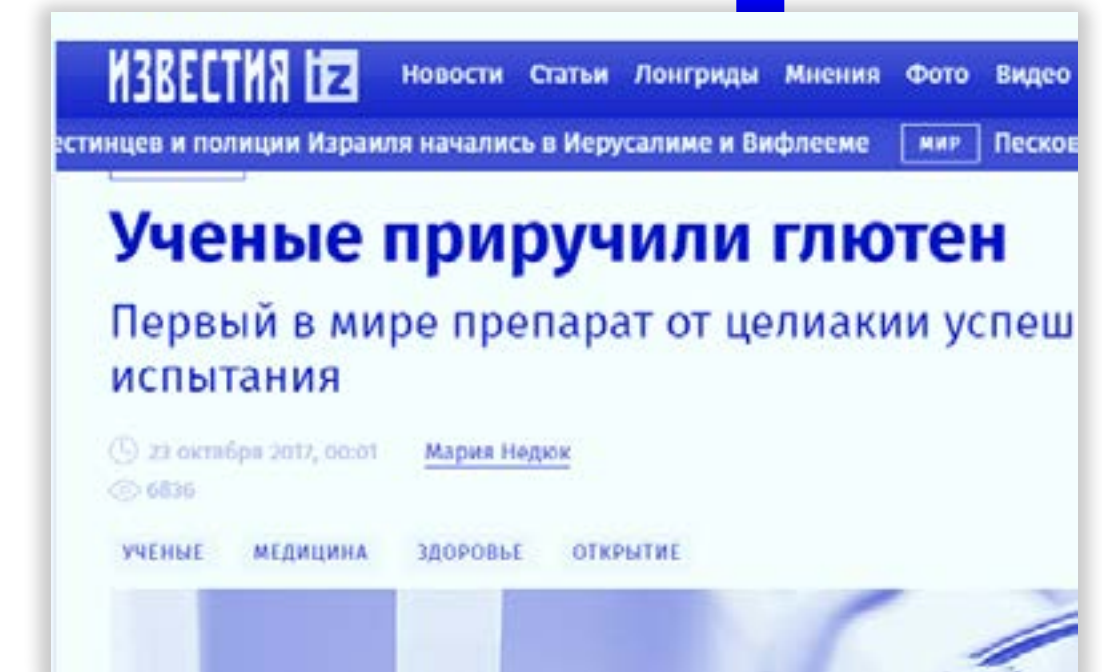 ИЗВЕСТИЯ iz Новости Статьи Лонгриды Мнения Фото Видео
естинцев и полиции Израиля начались в Иерусалиме и Вифлееме МИР Песков
Ученые приручили глютен
Первый в мире препарат от целиакии успеш
испытания
23 октября 2017, 00:01 Мария Недюк
6836
УЧЕНЫЕ МЕДИЦИНА ЗДОРОВЬЕ ОТКРЫТИЕ